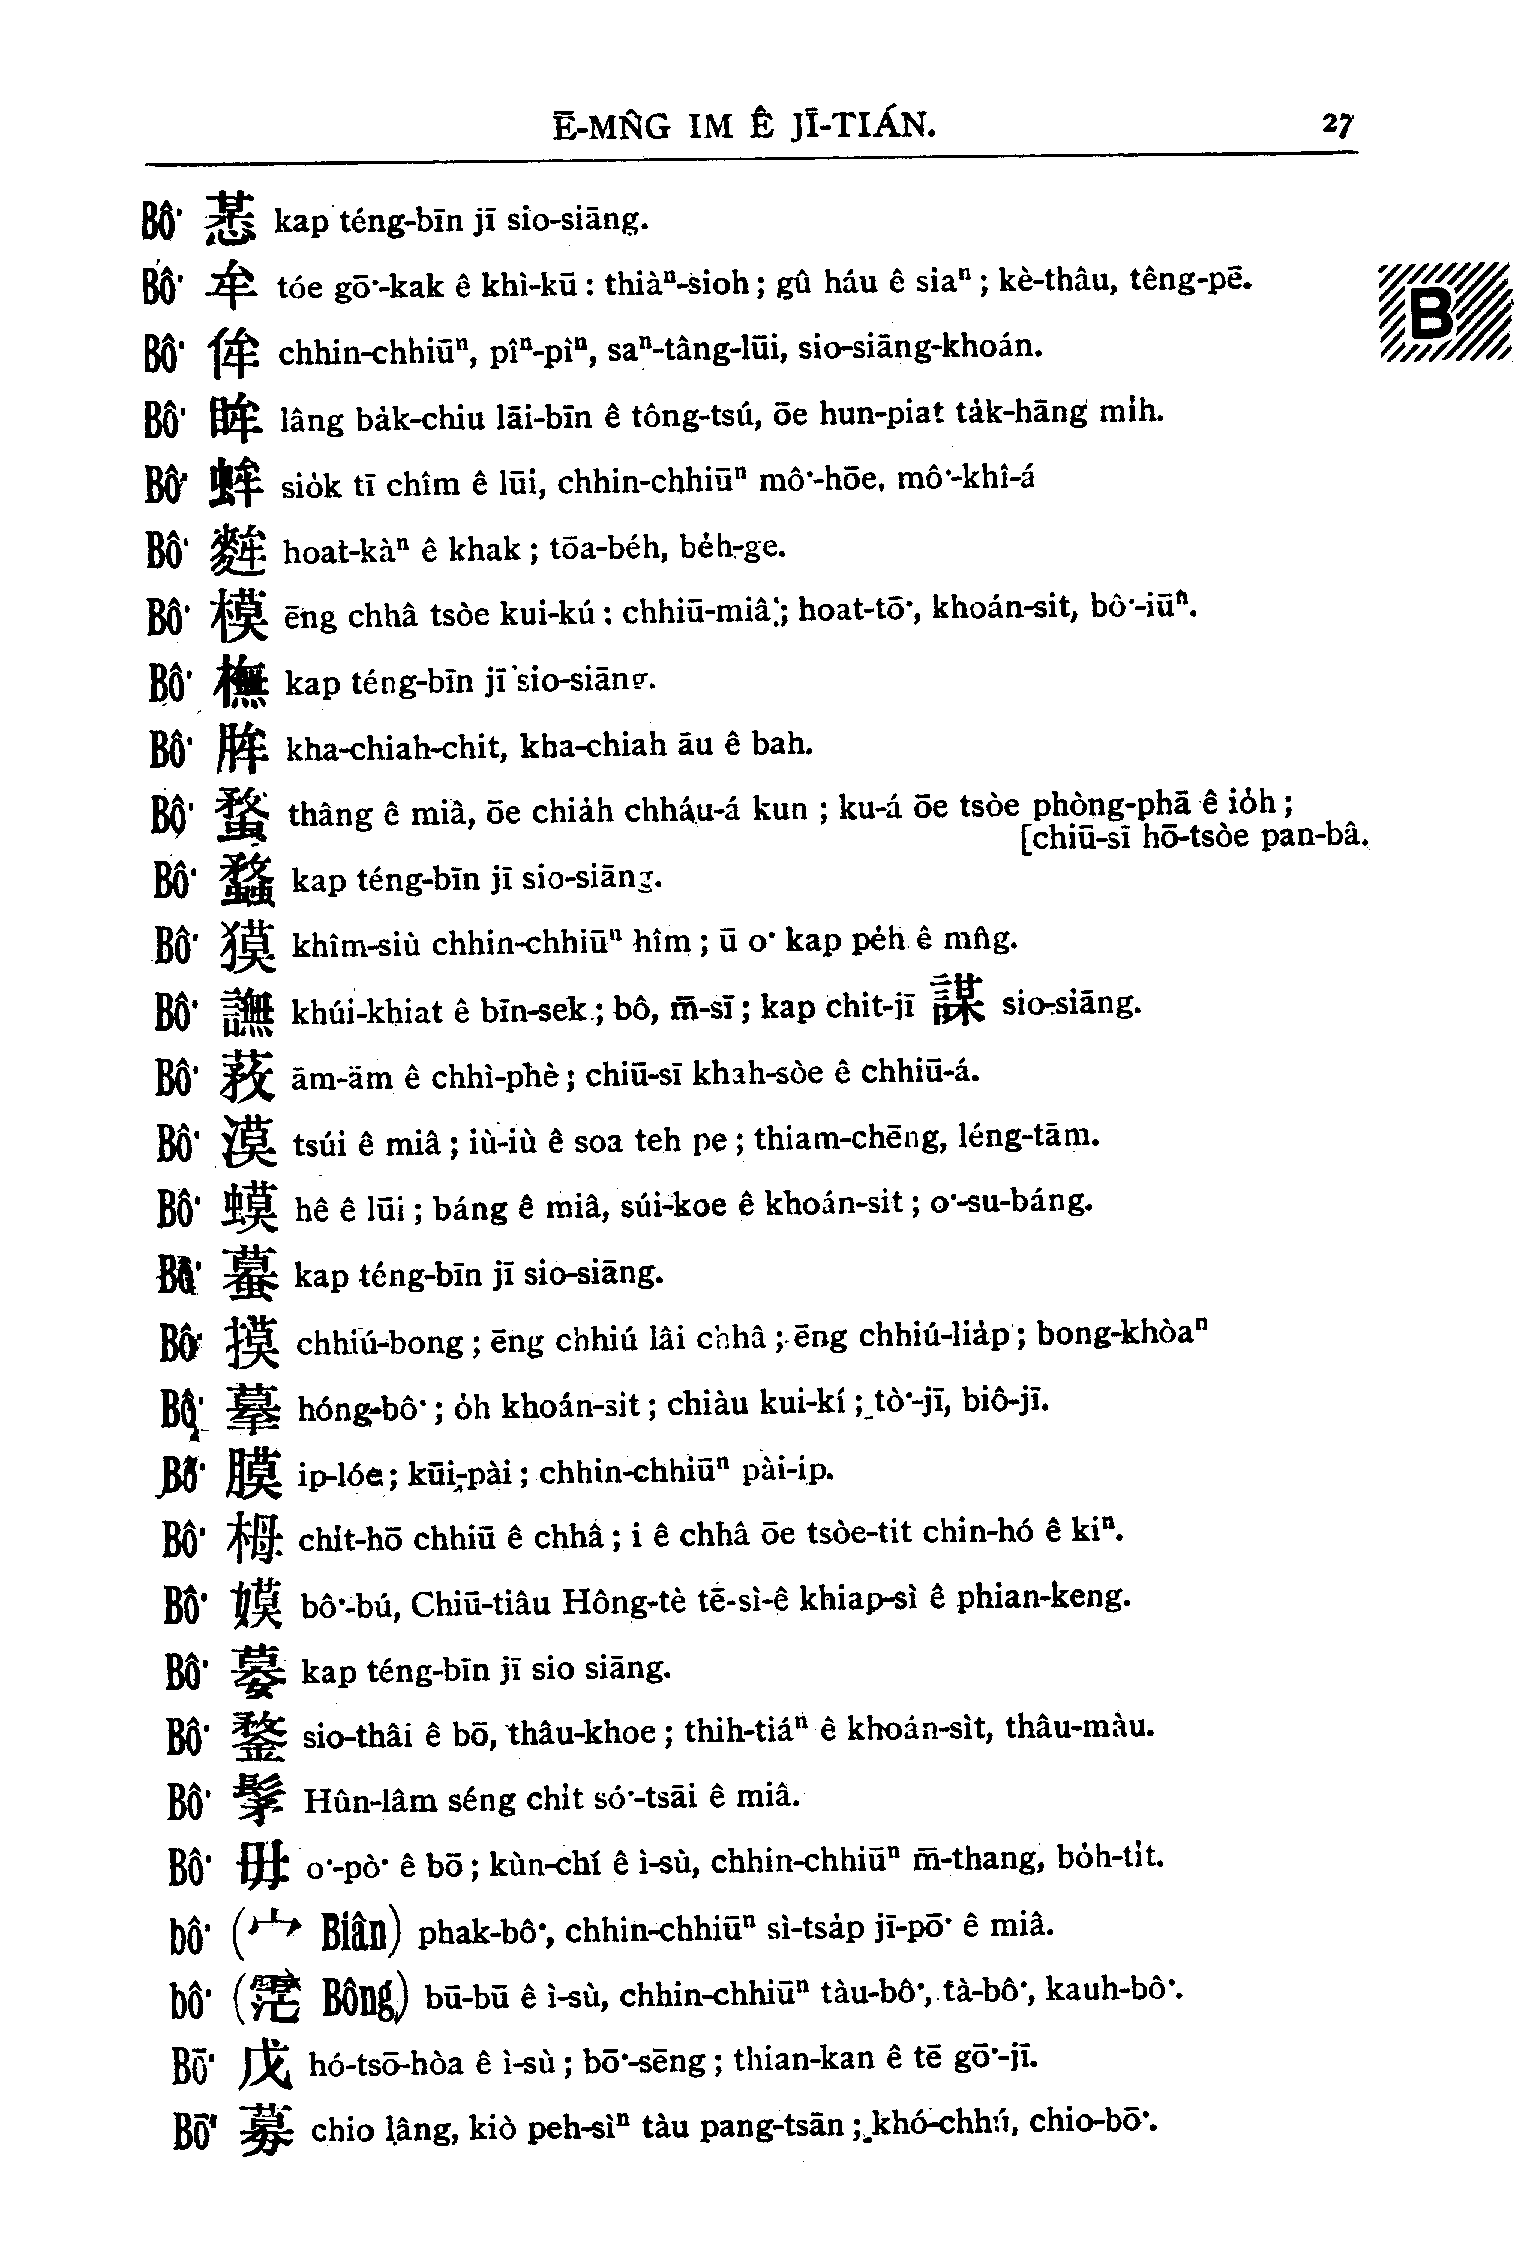 Ē-MN̂G IM Ê JĪ-TIÁN. 27
Bô͘ 惎 kap téng-bīn jī sio-siāng.
Bô͘ 牟 tóe gō͘-kak ê khì-kū : thiàⁿ-sioh ; gû háu ê siaⁿ ; kè-thâu, têng-pē.
B
Bô͘ 侔 chhin-chhiūⁿ, pîⁿ-pîⁿ, saⁿ-tâng-lūi, sio-siāng-khoán.
Bô͘ 眸 lâng ba̍k-chiu lāi-bīn ê tông-tsú, ōe hun-piat ta̍k-hāng mi̍h.
Bô͘ 蛑 sio̍k tī chîm ê lūi, chhin-chhiūⁿ mô͘-hōe, mô͘-khî-á
Bô͘ 麰 hoat-kàⁿ ê khak ; tōa-béh, be̍h-ge.
Bô͘ 模 ēng chhâ tsòe kui-kú : chhiū-miâ ; hoat-tō͘, khoán-sit, bô͘-iūⁿ.
Bô͘ 橅 kap téng-bīn jī sio-siāng.
Bô͘ 脢 kha-chiah-chit, kha-chiah āu ê bah.
Bô͘ 蝥 thâng ê miâ, ōe chia̍h chháu-á kun ; ku-á ōe tsòe phòng-phā ê io̍h ;
[chiū-sī hō-tsòe pan-bâ.
Bô͘ 蟊 kap téng-bīn jī sio-siāng.
Bô͘ 獏 khîm-siù chhin-chhiūⁿ hîm ; ū o͘ kap pe̍h ê mn̂g.
Bô͘ 譕 khúi-khiat ê bīn-sek ; bô, m̄-sī ; kap chit-jī 謀 sio-siāng.
Bô͘ 蓩 ām-ām ê chhì-phè ; chiū-sī khah-sòe ê chhiū-á.
Bô͘ 漠 tsúi ê miâ ; iù-iù ê soa teh pe ; thiam-chēng, léng-tām.
Bô͘ 蟆 hê ê lūi ; báng ê miâ, súi-koe ê khoán-sit ; o͘-su-báng.
Bô͘ 蟇 kap téng-bīn jī sio-siāng.
Bô͘ 摸 chhiú-bong ; ēng chhiú lâi chhâ ; ēng chhiú-lia̍p ; bong-khòaⁿ
Bô͘ 摹 hóng-bô͘ ; o̍h khoán-sit ; chiàu kui-kí ; tò͘-jī, biô-jī.
Bô͘ 膜 ip-lóe ; kūi-pài ; chhin-chhiūⁿ pài-ip.
Bô͘ 栂 chi̍t-hō chhiū ê chhâ ; i ê chhâ ōe tsòe-tit chin-hó ê kiⁿ.
Bô͘ 嫫 bô͘-bú, Chiū-tiâu Hông-tè tē-sì-ê khiap-sì ê phian-keng.
Bô͘ 媻 kap téng-bīn jī sio siāng.
Bô͘ 鍪 sio-thâi ê bō, thâu-khoe ; thih-tiáⁿ ê khoán-sit, thâu-màu.
Bô͘ 髳 Hûn-lâm séng chi̍t só͘-tsāi ê miâ.
Bô͘ 毋 o͘-pò͘ ê bō ; kùn-chí ê ì-sù, chhin-chhiūⁿ m̄-thang, bo̍h-ti̍t.
bô͘ (宀 Biân) phak-bô͘, chhin-chhiūⁿ sì-tsa̍p jī-pō͘ ê miâ.
bô͘ (雺 Bông) bū-bū ê ì-sù, chhin-chhiūⁿ tàu-bô͘, tà-bô͘, kauh-bô͘.
Bō͘ 戊 hó-tsō-hòa ê ì-sù ; bō͘-sēng ; thian-kan ê tē gō͘-jī.
Bō͘ 募 chio lâng, kiò peh-sìⁿ tàu pang-tsān ; khó-chhú, chio-bō͘.